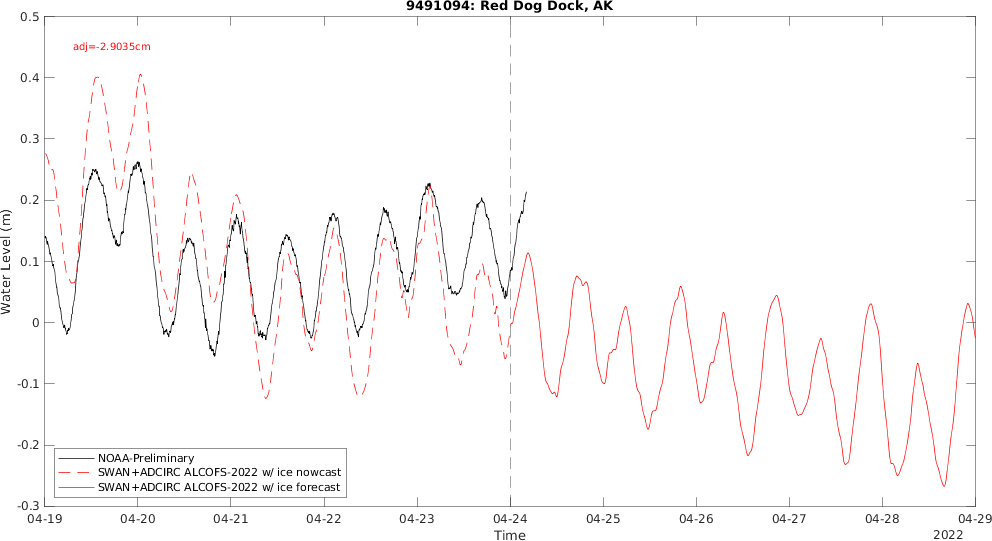 9491094: Red Dog Dock, AK
adj=-2.9035cm
Water Level (m)
0.5
0.4
0.3
0.2
0.1
0
-0.1
-0.2
-0.3
NOAA-Preliminary
SWAN+ADCIRC ALCOFS-2022 w/ ice nowcast
SWAN+ADCIRC ALCOFS-2022 w/ ice forecast
04-19 04-20 04-21 04-22 04-23 04-24 04-25 04-26 04-27 04-28 04-29
Time
2022